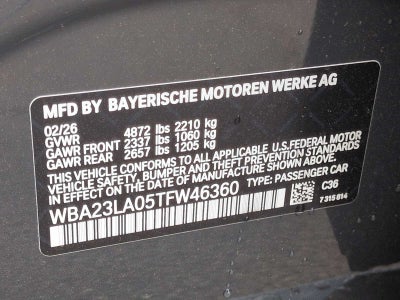 MFD BY BAYERISCHE MOTOREN WERKE AG
02/26
GVWR 4872 lbs 2210 kg
GAWR FRONT 2337 lbs 1060 kg
GAWR REAR 2657 lbs 1205 kg
THIS VEHICLE CONFORMS TO ALL APPLICABLE U.S.FEDERAL MOTOR
VEHICLE SAFETY, BUMPER AND THEFT PREVENTION STANDARDS
IN EFFECT ON THE DATE OF MANUFACTURE SHOWN ABOVE.
WBA23LA05TFW46360 TYPE: PASSENGER CAR
C36
7 315 814